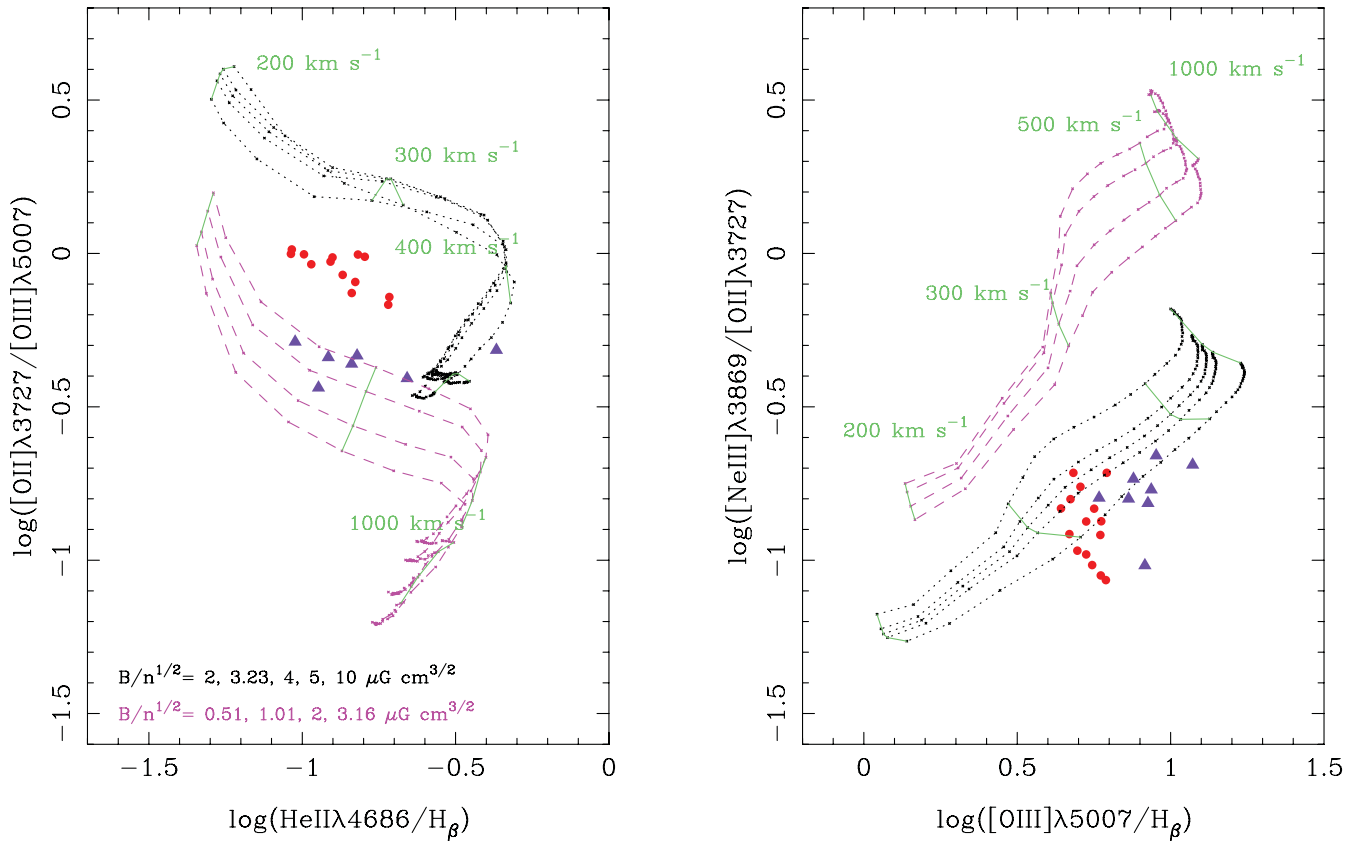 200 km s⁻¹
300 km s⁻¹
400 km s⁻¹
1000 km s⁻¹
B/n^{1/2}= 2, 3.23, 4, 5, 10 μG cm^{3/2}
B/n^{1/2}= 0.51, 1.01, 2, 3.16 μG cm^{3/2}
0.5
0
−0.5
−1
−1.5
log([OII]λ3727/[OIII]λ5007)
−1.5
−1
−0.5
0
log(HeIIλ4686/H_β)
1000 km s⁻¹
500 km s⁻¹
300 km s⁻¹
200 km s⁻¹
0.5
0
−0.5
−1
−1.5
log([NeIII]λ3869/[OII]λ3727)
0
0.5
1
1.5
log([OIII]λ5007/H_β)